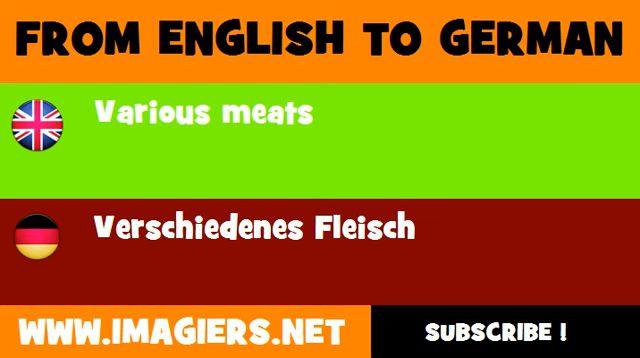 FROM ENGLISH TO GERMAN
Various meats
Verschiedenes Fleisch
WWW.IMAGIERS.NET
SUBSCRIBE !